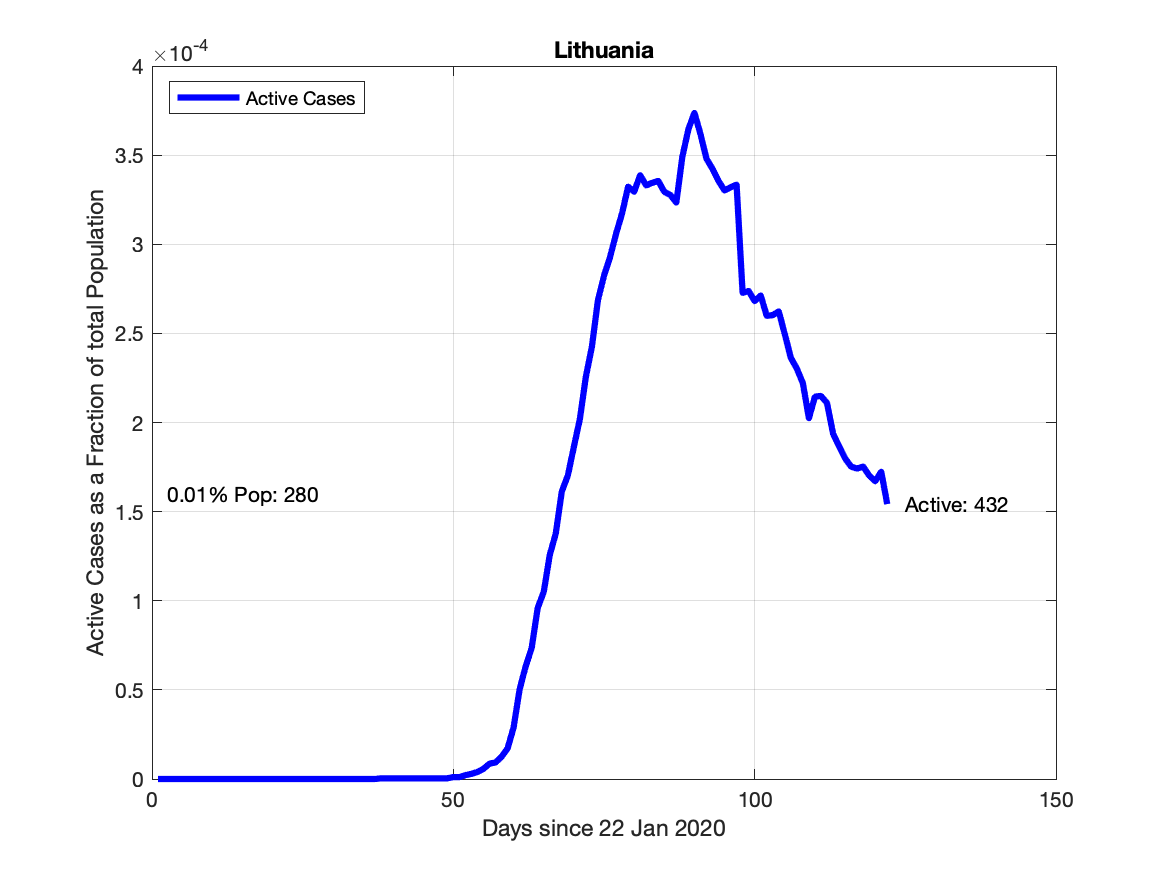 Lithuania
×10-4
Active Cases
4
3.5
3
2.5
2
1.5
1
0.5
0
Active Cases as a Fraction of total Population
0.01% Pop: 280
Active: 432
0 50 100 150
Days since 22 Jan 2020